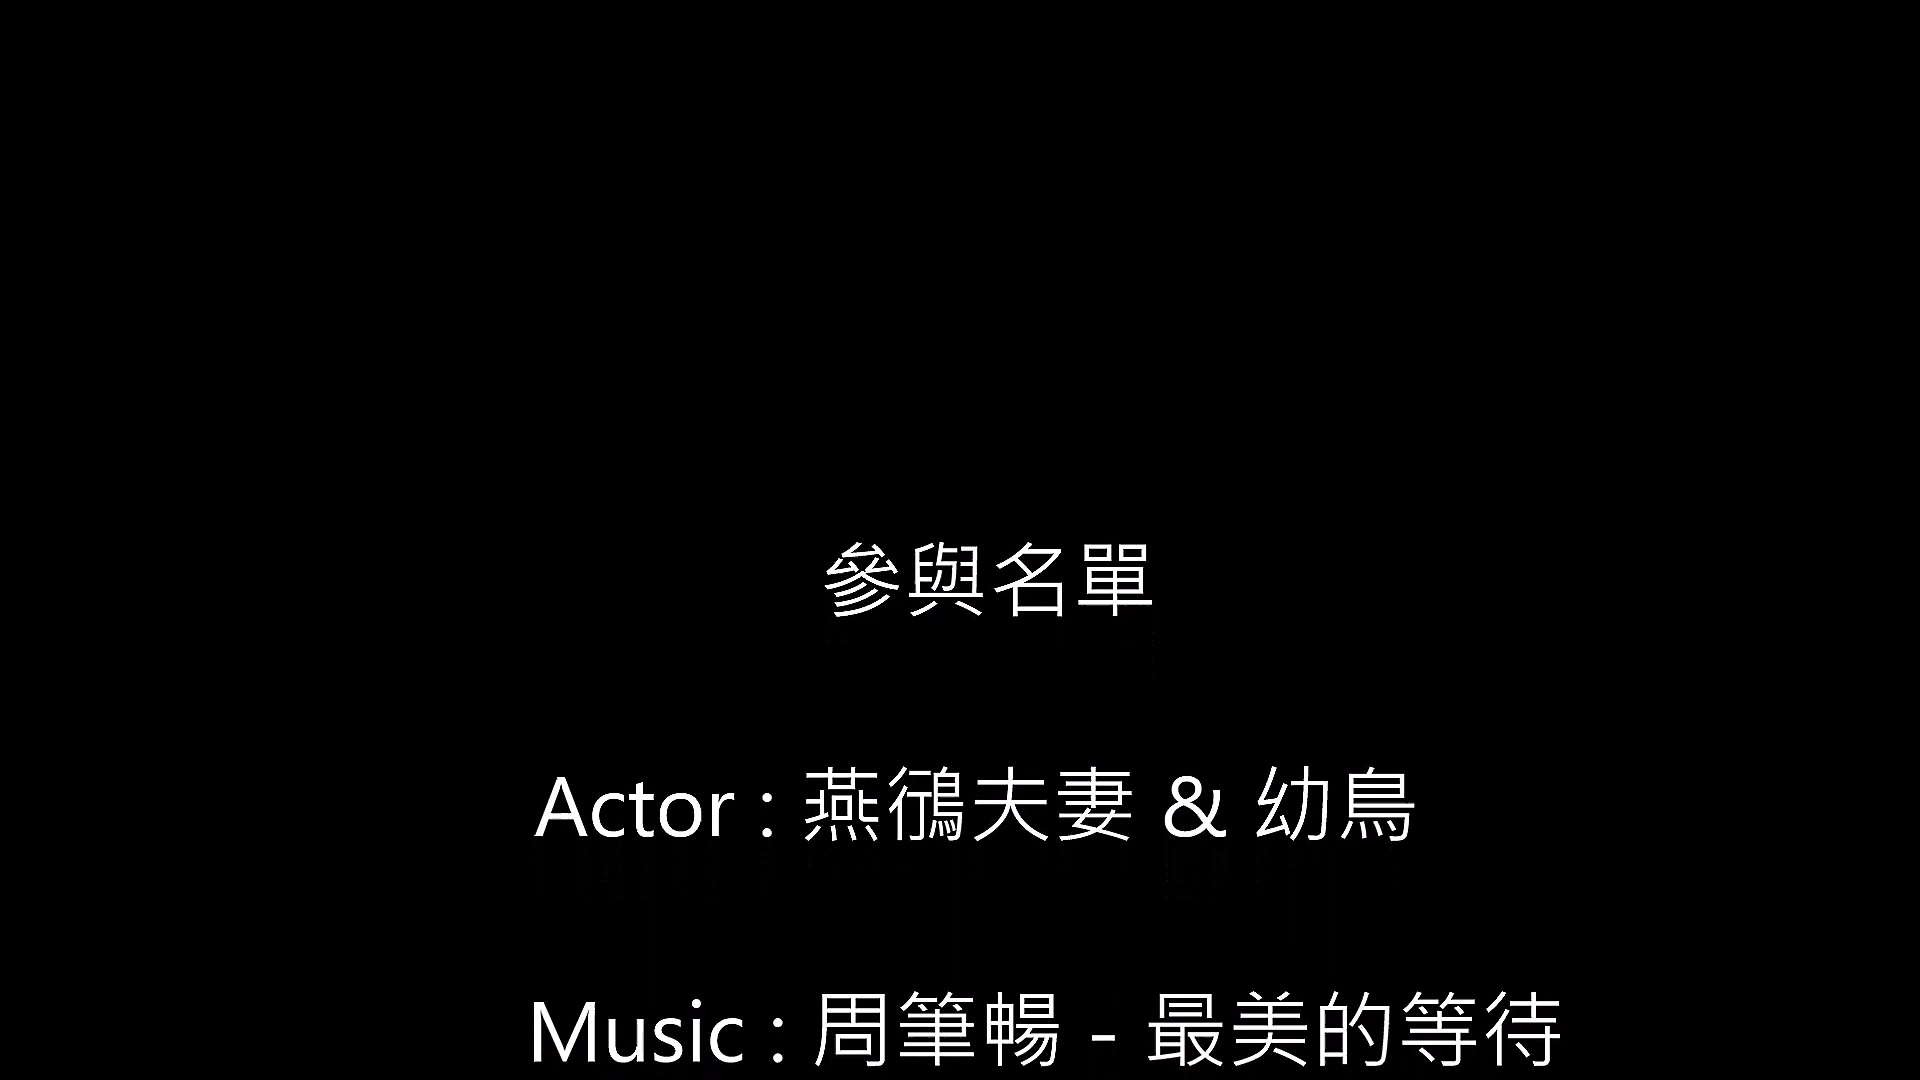 參與名單
Actor : 燕鴴夫妻 & 幼鳥
Music : 周筆暢 - 最美的等待